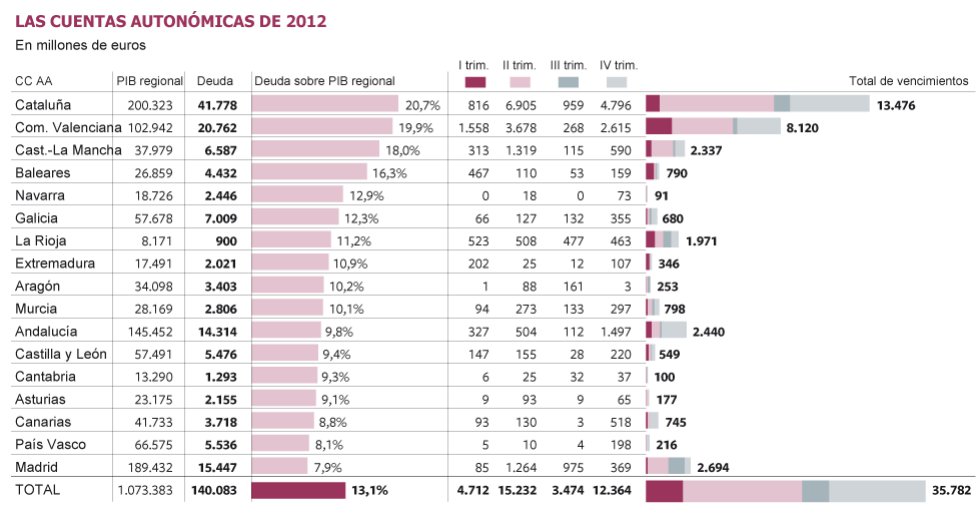 LAS CUENTAS AUTONÓMICAS DE 2012
En millones de euros
I trim. II trim. III trim. IV trim.
CC AA PIB regional Deuda Deuda sobre PIB regional Total de vencimientos
Cataluña 200.323 41.778 20,7% 816 6.905 959 4.796 13.476
Com. Valenciana 102.942 20.762 19,9% 1.558 3.678 268 2.615 8.120
Cast.-La Mancha 37.979 6.587 18,0% 313 1.319 115 590 2.337
Baleares 26.859 4.432 16,3% 467 110 53 159 790
Navarra 18.726 2.446 12,9% 0 18 0 73 91
Galicia 57.678 7.009 12,3% 66 127 132 355 680
La Rioja 8.171 900 11,2% 523 508 477 463 1.971
Extremadura 17.491 2.021 10,9% 202 25 12 107 346
Aragón 34.098 3.403 10,2% 1 88 161 3 253
Murcia 28.169 2.806 10,1% 94 273 133 297 798
Andalucía 145.452 14.314 9,8% 327 504 112 1.497 2.440
Castilla y León 57.491 5.476 9,4% 147 155 28 220 549
Cantabria 13.290 1.293 9,3% 6 25 32 37 100
Asturias 23.175 2.155 9,1% 9 93 9 65 177
Canarias 41.733 3.718 8,8% 93 130 3 518 745
País Vasco 66.575 5.536 8,1% 5 10 4 198 216
Madrid 189.432 15.447 7,9% 85 1.264 975 369 2.694
TOTAL 1.073.383 140.083 13,1% 4.712 15.232 3.474 12.364 35.782